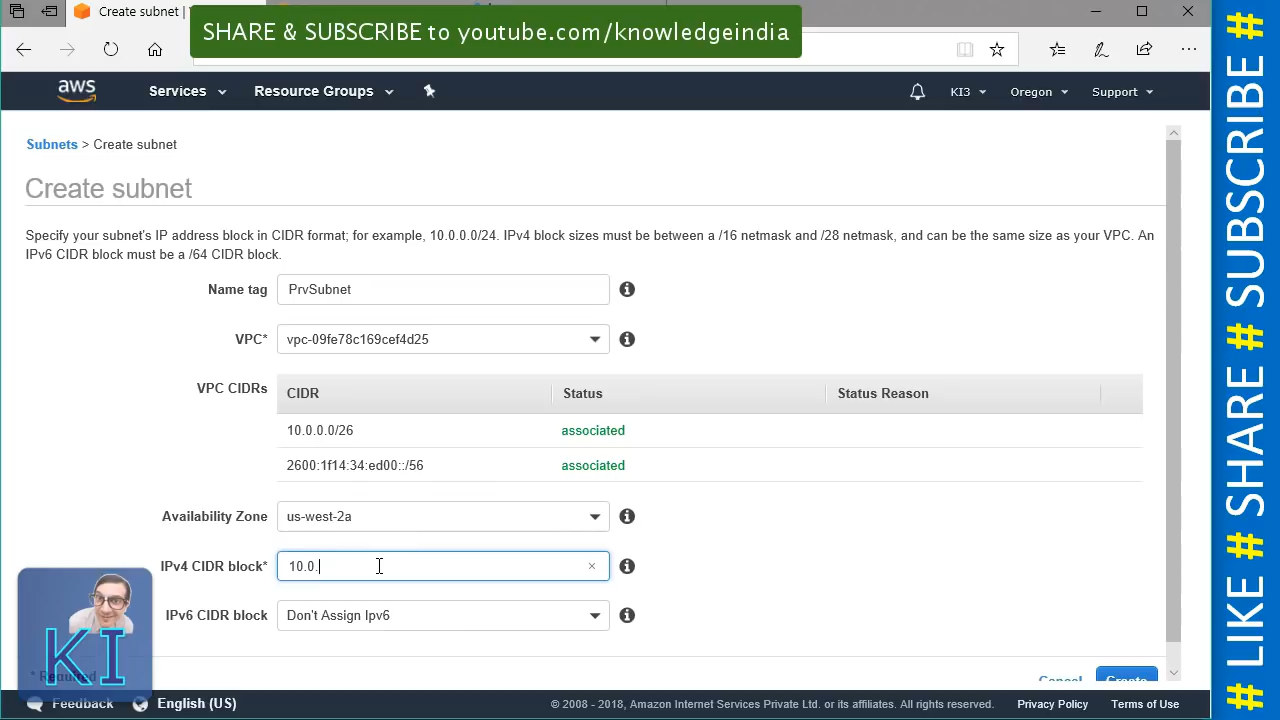 Create subnet | V
SHARE & SUBSCRIBE to youtube.com/knowledgeindia
aws
Services
Resource Groups
KI3
Oregon
Support
Subnets > Create subnet
Create subnet
Specify your subnet's IP address block in CIDR format; for example, 10.0.0.0/24. IPv4 block sizes must be between a /16 netmask and /28 netmask, and can be the same size as your VPC. An
IPv6 CIDR block must be a /64 CIDR block.
Name tag
PrvSubnet
VPC*
vpc-09fe78c169cef4d25
VPC CIDRs
CIDR
Status
Status Reason
10.0.0.0/26
associated
2600:1f14:34:ed00::/56
associated
Availability Zone
us-west-2a
IPv4 CIDR block*
10.0.
IPv6 CIDR block
Don't Assign Ipv6
* Required
Cancel
Create
KI
Feedback
English (US)
© 2008 - 2018, Amazon Internet Services Private Ltd. or its affiliates. All rights reserved.
Privacy Policy
Terms of Use
# LIKE # SHARE # SUBSCRIBE #